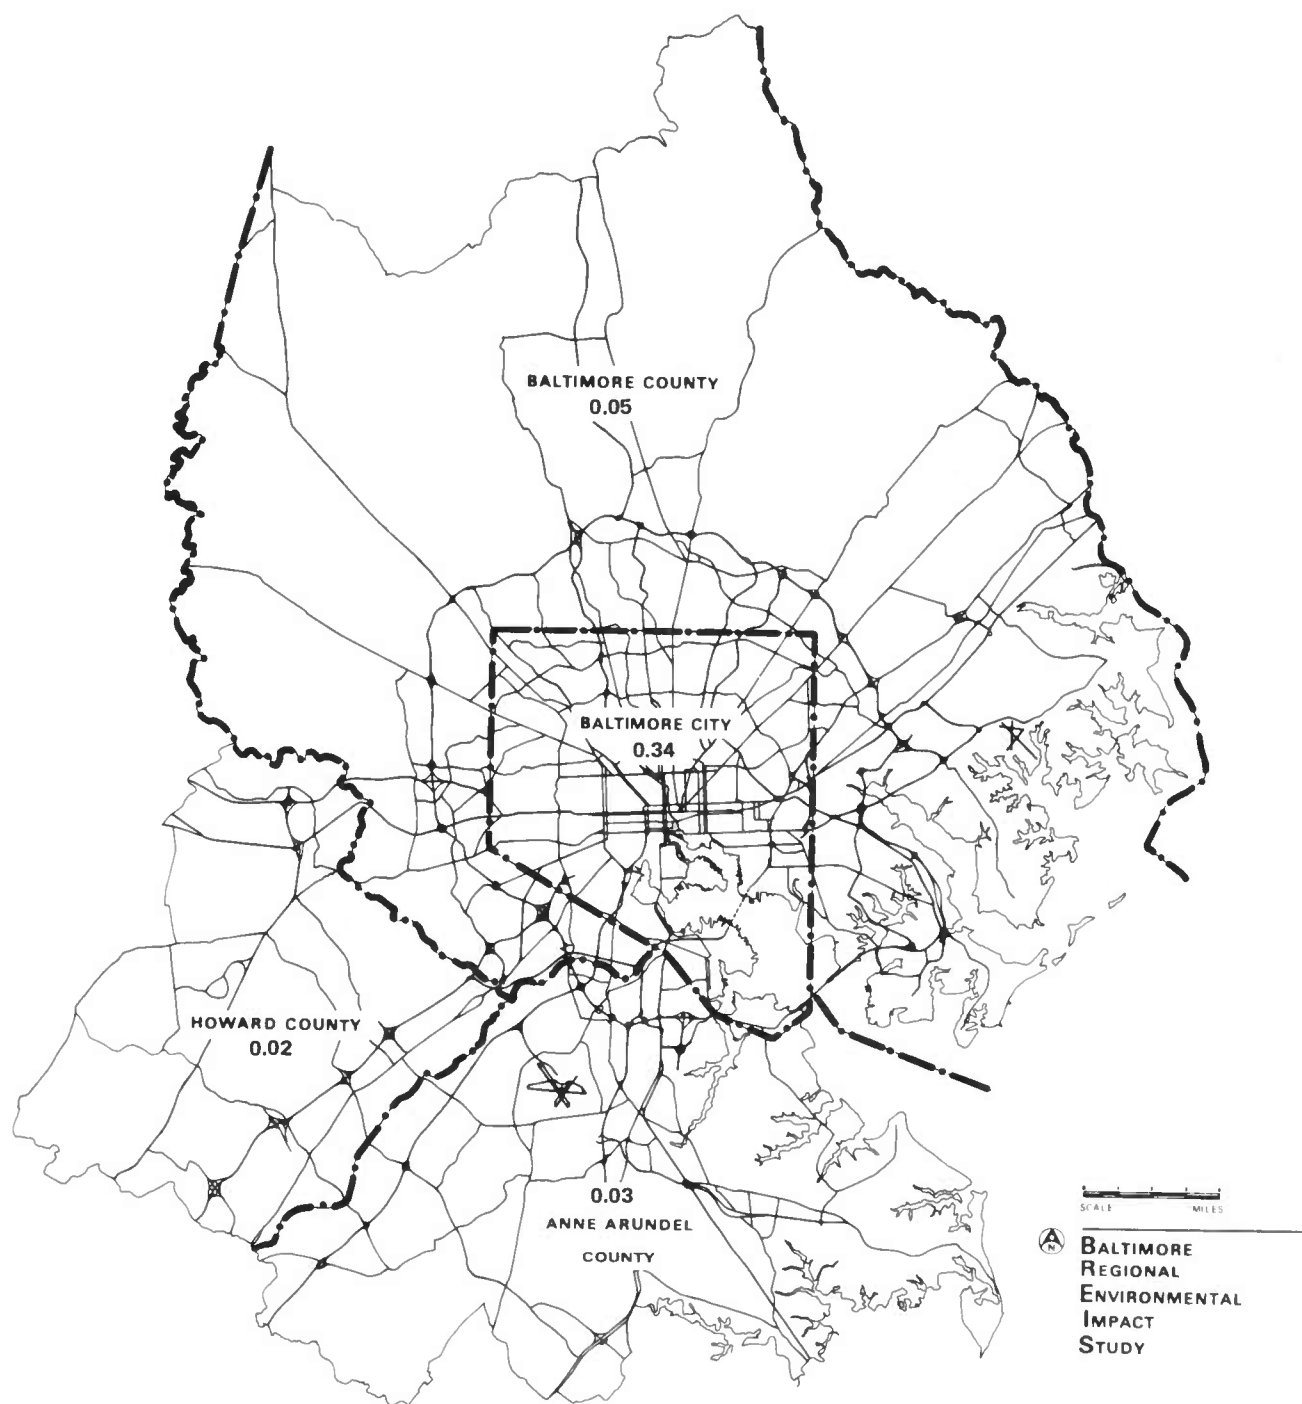 BALTIMORE COUNTY
0.05
BALTIMORE CITY
0.34
HOWARD COUNTY
0.02
0.03
ANNE ARUNDEL
COUNTY
SCALE MILES
N
BALTIMORE
REGIONAL
ENVIRONMENTAL
IMPACT
STUDY